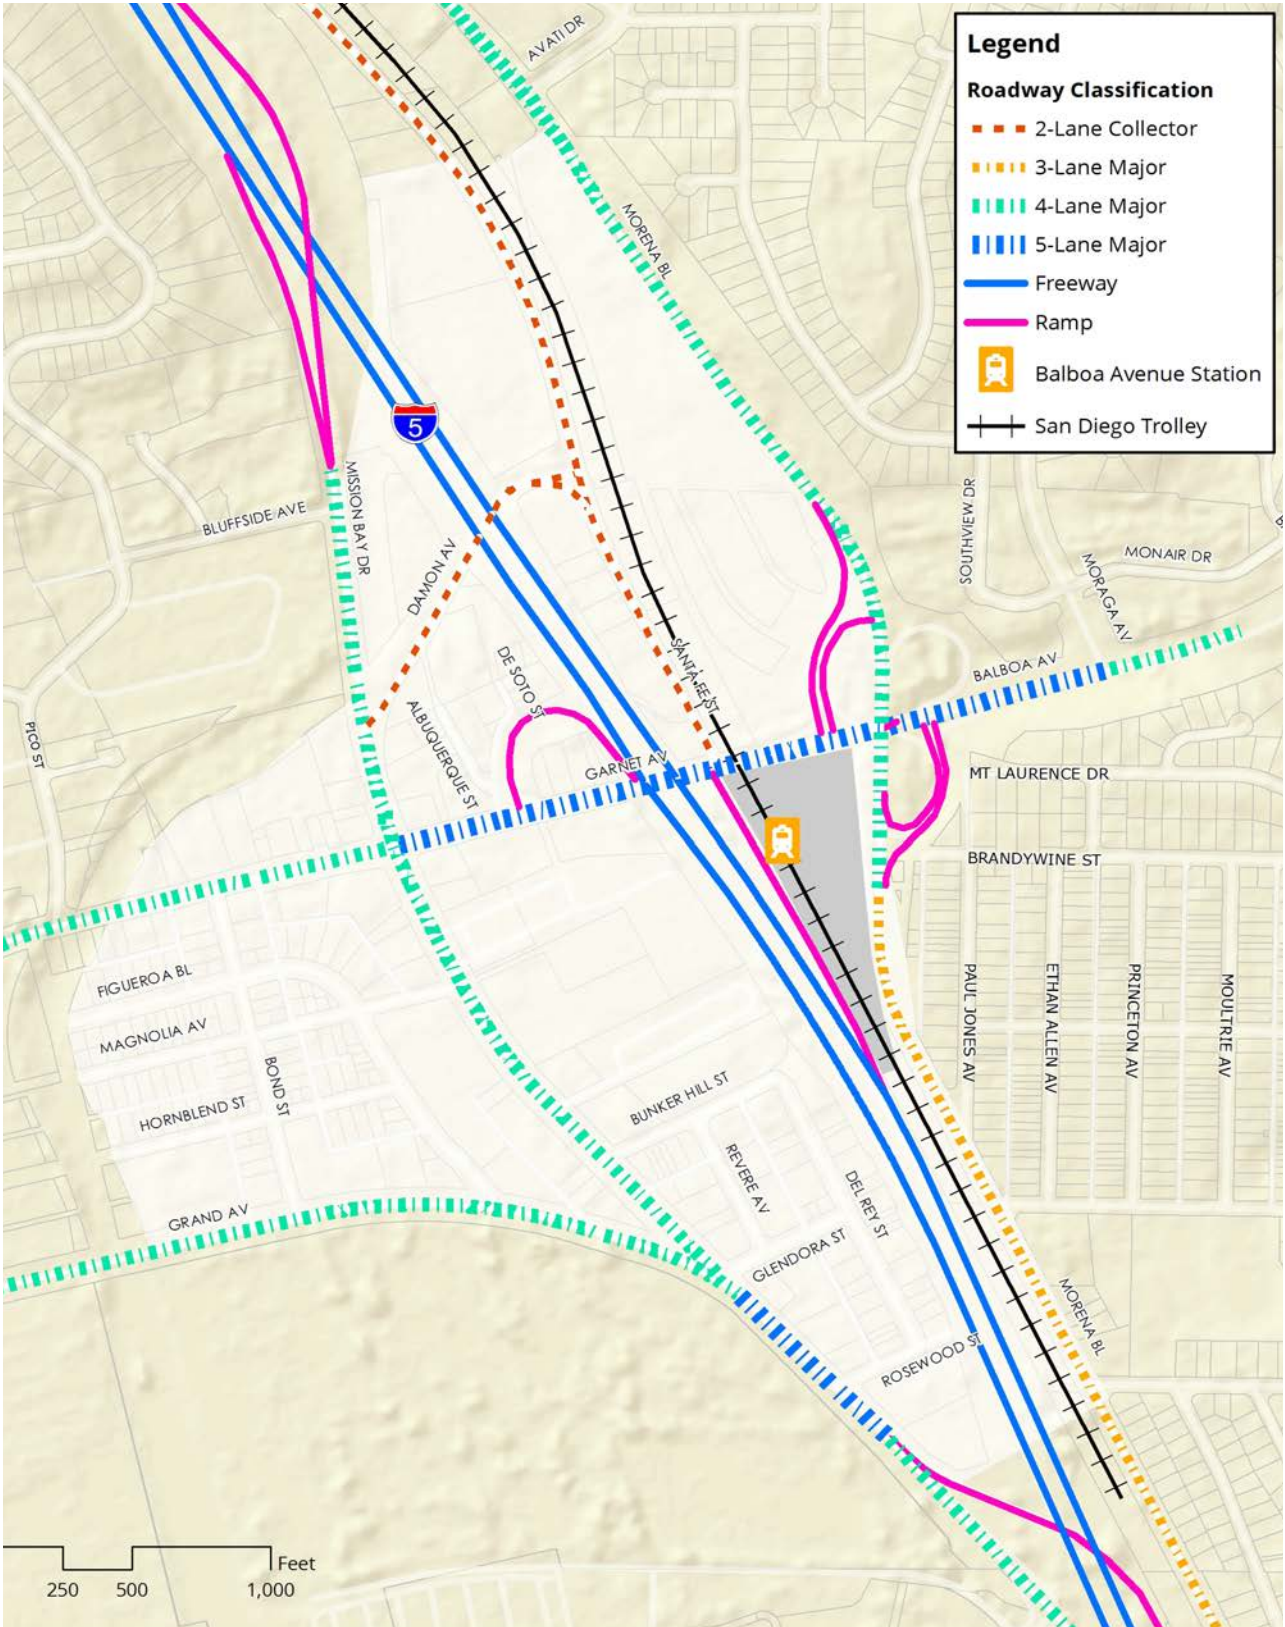 Legend
Roadway Classification
2-Lane Collector
3-Lane Major
4-Lane Major
5-Lane Major
Freeway
Ramp
Balboa Avenue Station
San Diego Trolley
AVATI DR
MORENA BL
5
MISSION BAY DR
BLUFFSIDE AVE
DAMON AV
SOUTHVIEW DR
MONAIR DR
MORAGA AV
DE SOTO ST
SANTA FE ST
BALBOA AV
PICO ST
ALBUQUERQUE ST
GARNET AV
MT LAURENCE DR
BRANDYWINE ST
FIGUEROA BL
MAGNOLIA AV
HORNBLEND ST
BOND ST
PAUL JONES AV
ETHAN ALLEN AV
PRINCETON AV
MOULTRIE AV
BUNKER HILL ST
REVERE AV
DEL REY ST
GRAND AV
GLENDORA ST
ROSEWOOD ST
MORENA BL
Feet
250 500 1,000